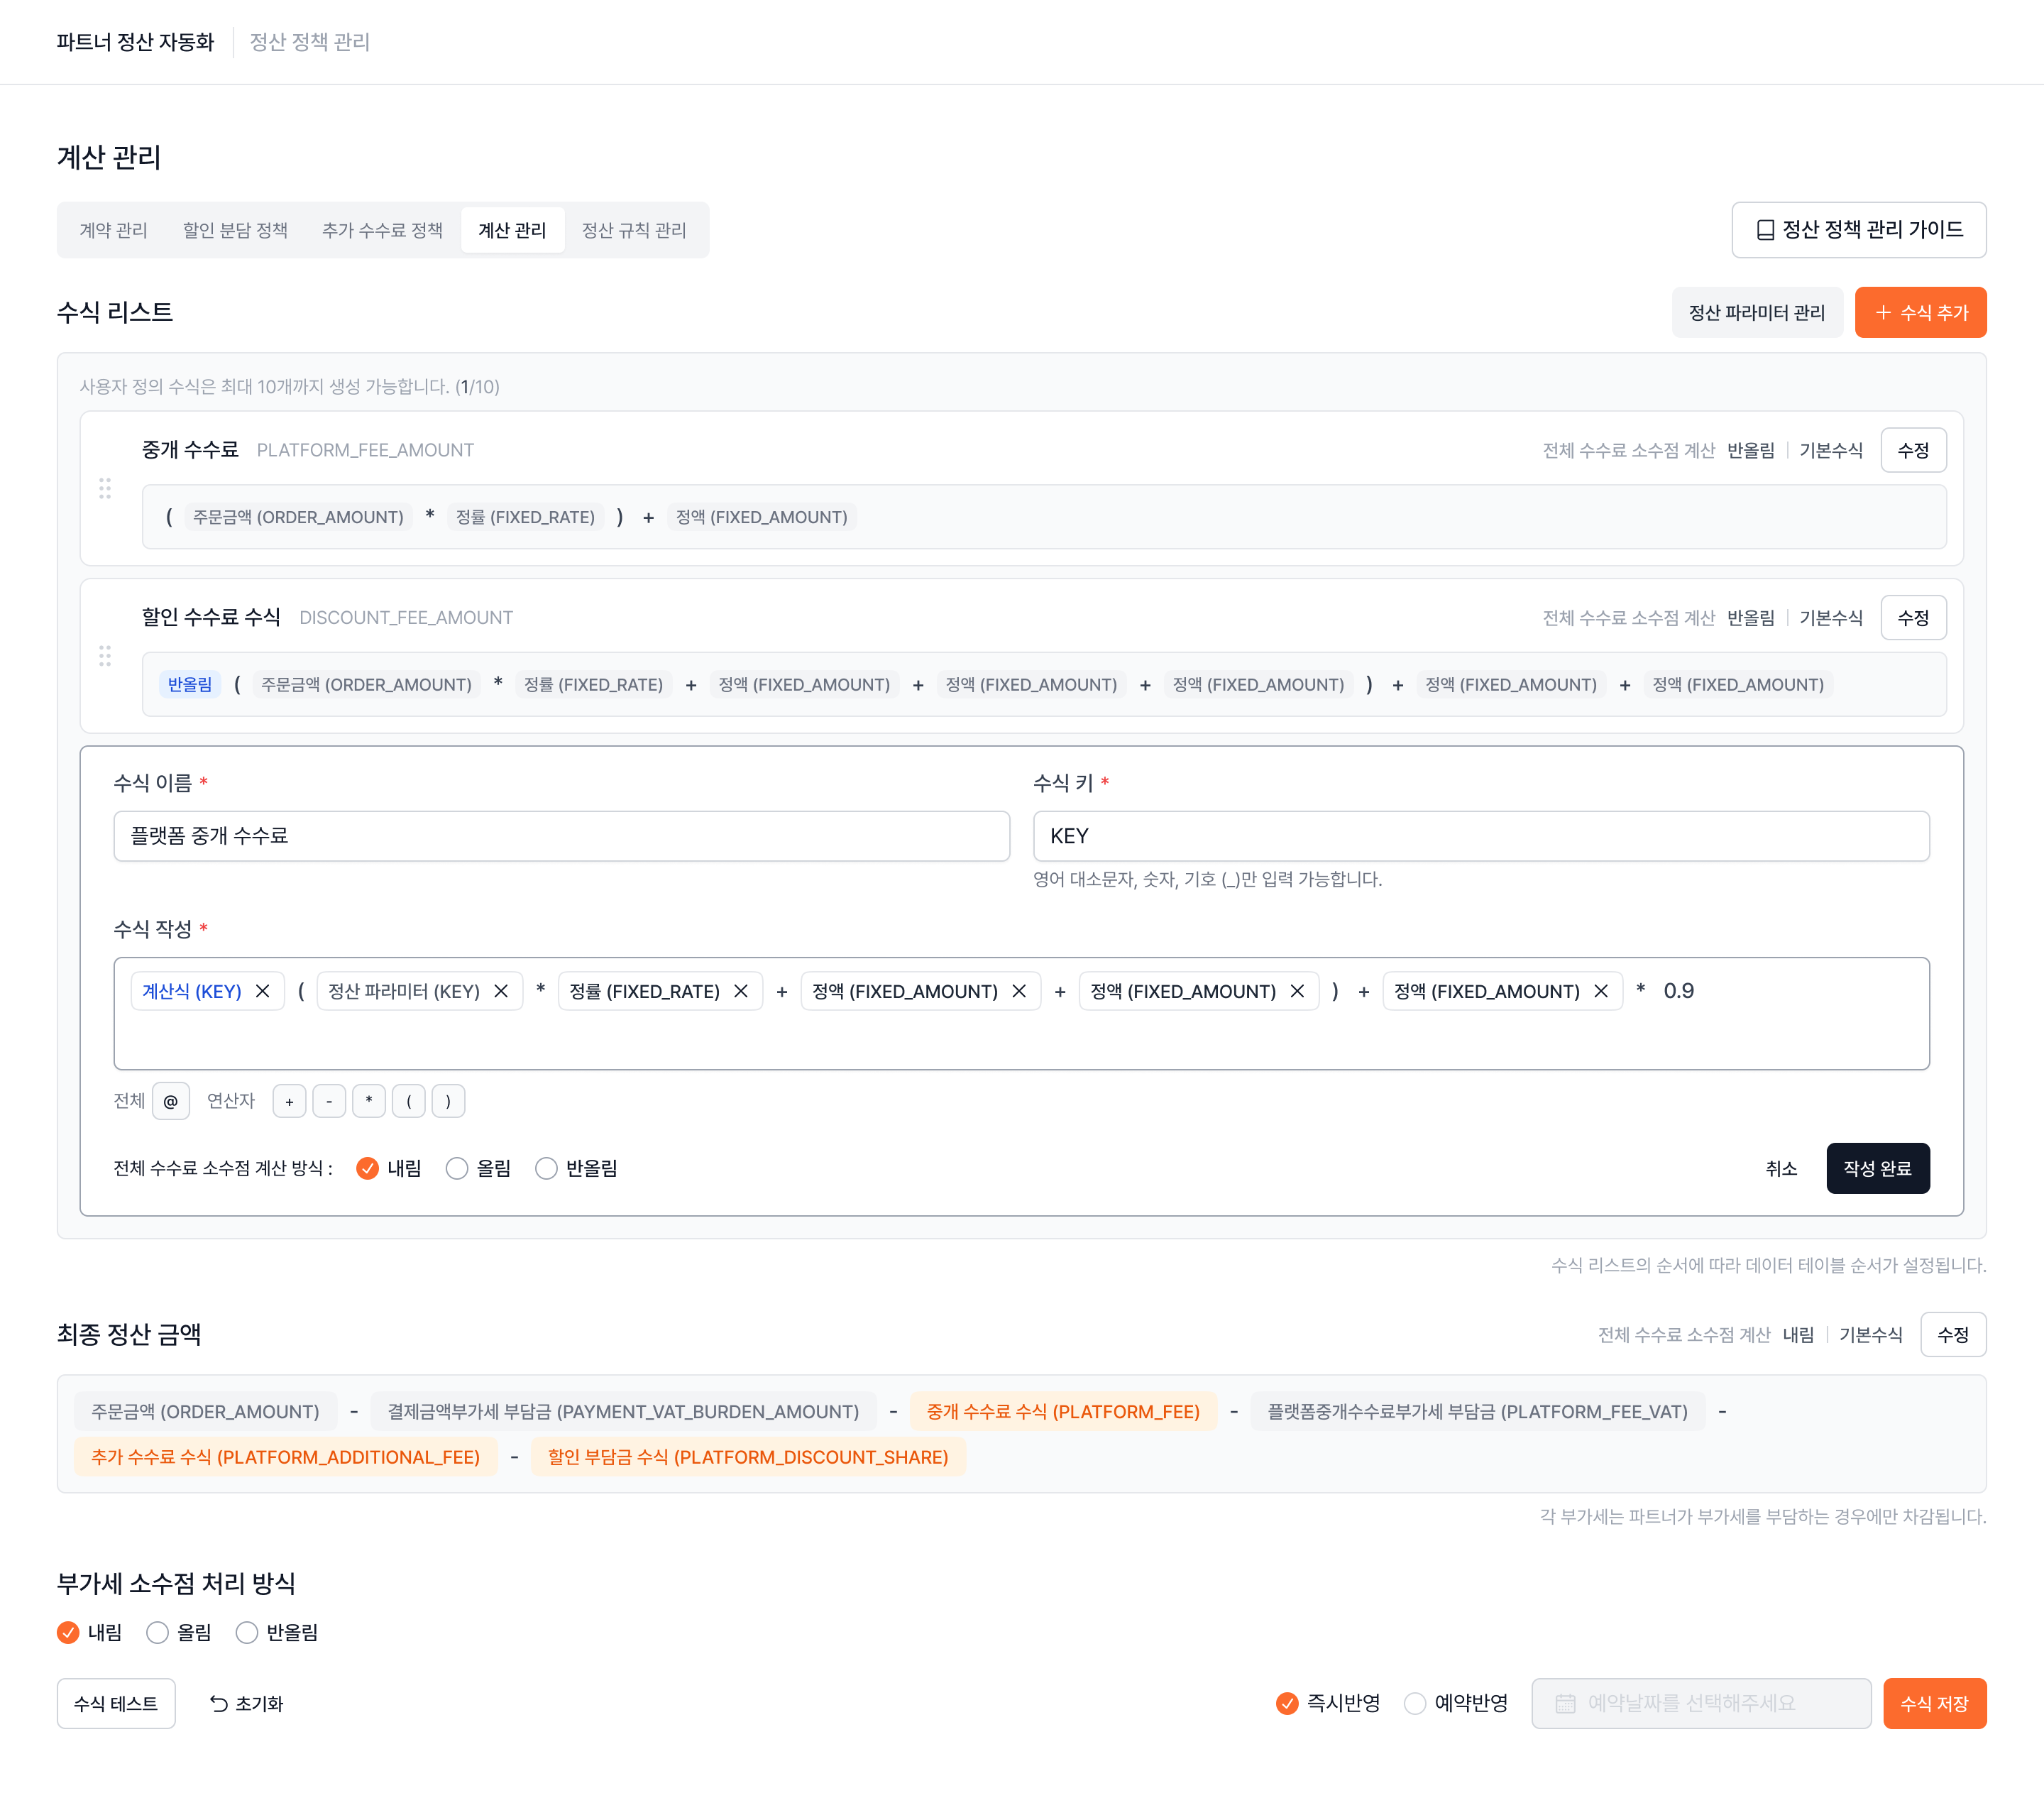 파트너 정산 자동화 정산 정책 관리
계산 관리
계약 관리 할인 분담 정책 추가 수수료 정책 계산 관리 정산 규칙 관리 정산 정책 관리 가이드
수식 리스트 정산 파라미터 관리 + 수식 추가
사용자 정의 수식은 최대 10개까지 생성 가능합니다. (1/10)
중개 수수료 PLATFORM_FEE_AMOUNT 전체 수수료 소수점 계산 반올림 기본수식 수정
( 주문금액 (ORDER_AMOUNT) * 정률 (FIXED_RATE) ) + 정액 (FIXED_AMOUNT)
할인 수수료 수식 DISCOUNT_FEE_AMOUNT 전체 수수료 소수점 계산 반올림 기본수식 수정
반올림 ( 주문금액 (ORDER_AMOUNT) * 정률 (FIXED_RATE) + 정액 (FIXED_AMOUNT) + 정액 (FIXED_AMOUNT) + 정액 (FIXED_AMOUNT) ) + 정액 (FIXED_AMOUNT) + 정액 (FIXED_AMOUNT)
수식 이름 * 수식 키 *
플랫폼 중개 수수료 KEY
영어 대소문자, 숫자, 기호 (_)만 입력 가능합니다.
수식 작성 *
계산식 (KEY) ( 정산 파라미터 (KEY) * 정률 (FIXED_RATE) + 정액 (FIXED_AMOUNT) + 정액 (FIXED_AMOUNT) ) + 정액 (FIXED_AMOUNT) * 0.9
전체 @ 연산자 + - * ( )
전체 수수료 소수점 계산 방식 : 내림 올림 반올림 취소 작성 완료
수식 리스트의 순서에 따라 데이터 테이블 순서가 설정됩니다.
최종 정산 금액 전체 수수료 소수점 계산 내림 기본수식 수정
주문금액 (ORDER_AMOUNT) - 결제금액부가세 부담금 (PAYMENT_VAT_BURDEN_AMOUNT) - 중개 수수료 수식 (PLATFORM_FEE) - 플랫폼중개수수료부가세 부담금 (PLATFORM_FEE_VAT) -
추가 수수료 수식 (PLATFORM_ADDITIONAL_FEE) - 할인 부담금 수식 (PLATFORM_DISCOUNT_SHARE)
각 부가세는 파트너가 부가세를 부담하는 경우에만 차감됩니다.
부가세 소수점 처리 방식
내림 올림 반올림
수식 테스트 초기화 즉시반영 예약반영 예약날짜를 선택해주세요 수식 저장